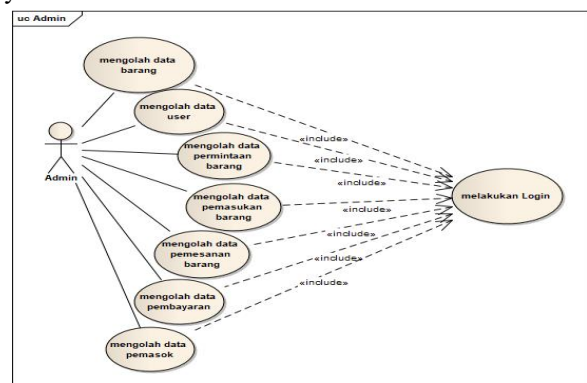 y
uc Admin
mengolah data
barang
mengolah data
user
mengolah data
permintaan
barang
mengolah data
pemasukan
barang
mengolah data
pemesanan
barang
mengolah data
pembayaran
mengolah data
pemasok
Admin
«include»
«include»
«include»
«include»
«include»
«include»
«include»
melakukan Login